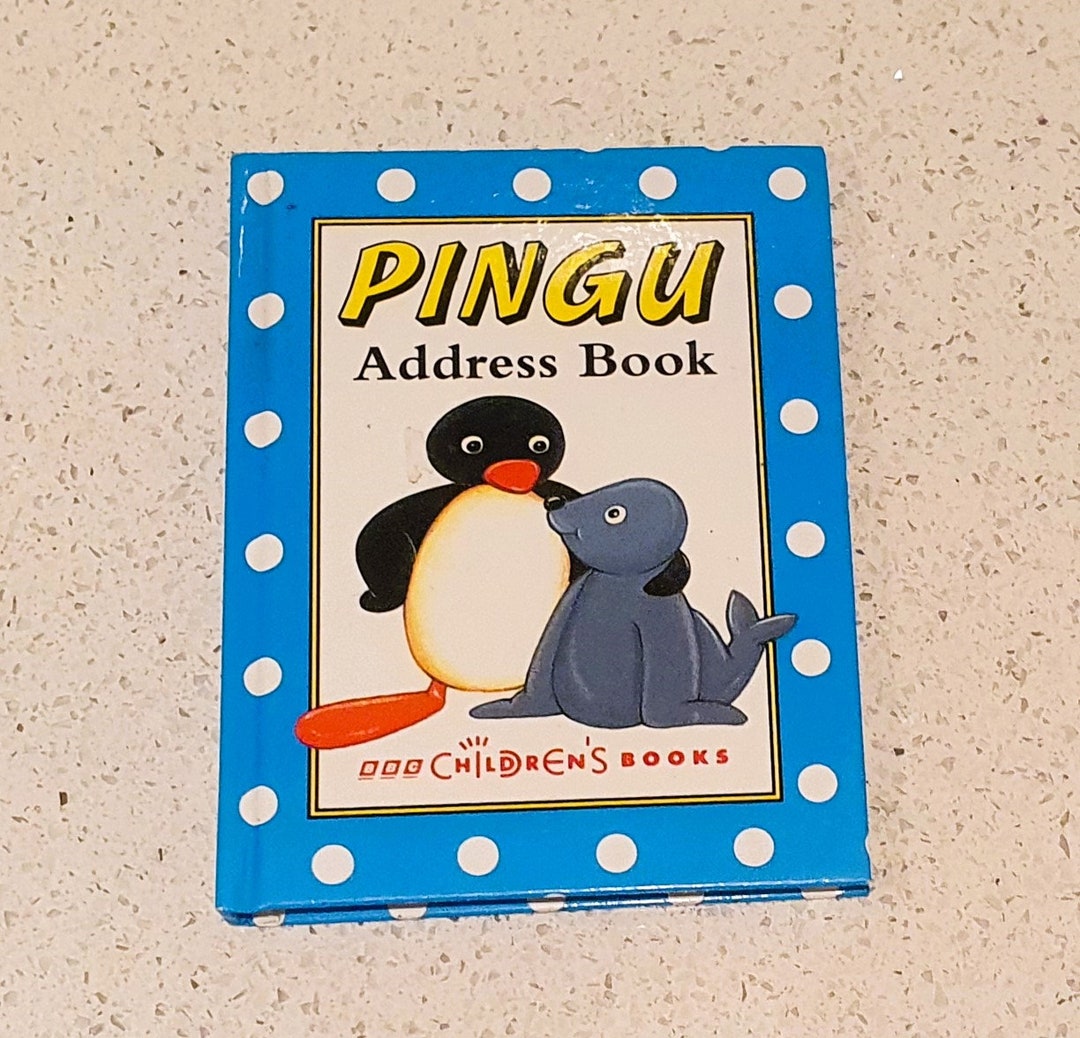 PINGU
Address Book
BBC CHiLDREN'S BOOKS